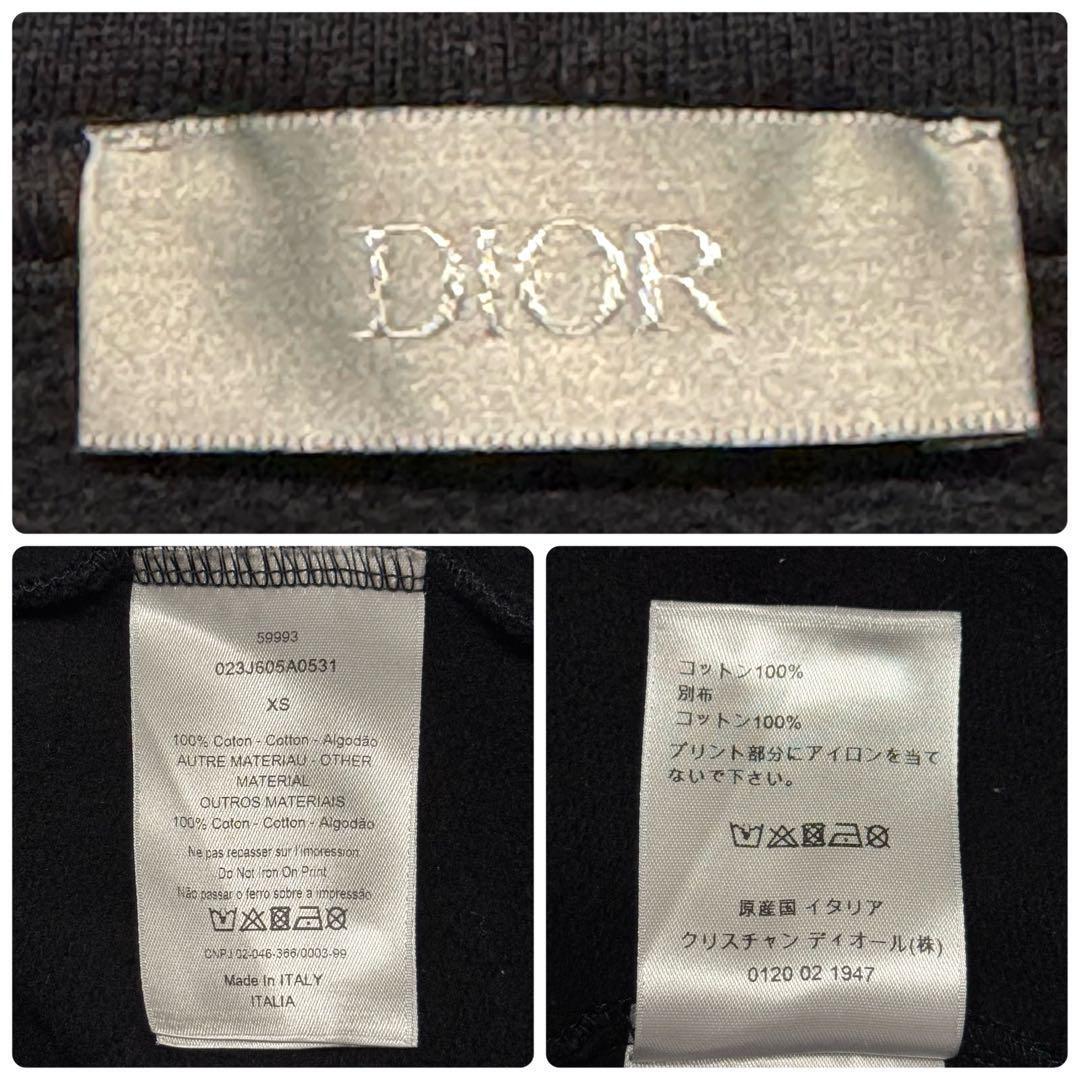 DIOR
59993
023J605A0531
XS
100% Coton - Cotton - Algodão
AUTRE MATERIAU - OTHER
MATERIAL
OUTROS MATERIAIS
100% Coton - Cotton - Algodão
Ne pas repasser sur l'impression
Do Not Iron On Print
Não passar o ferro sobre a impressão
CNPJ 02-046-366/0003-99
Made In ITALY
ITALIA
コットン100%
別布
コットン100%
プリント部分にアイロンを当て
ないで下さい。
原産国 イタリア
クリスチャン ディオール(株)
0120 02 1947